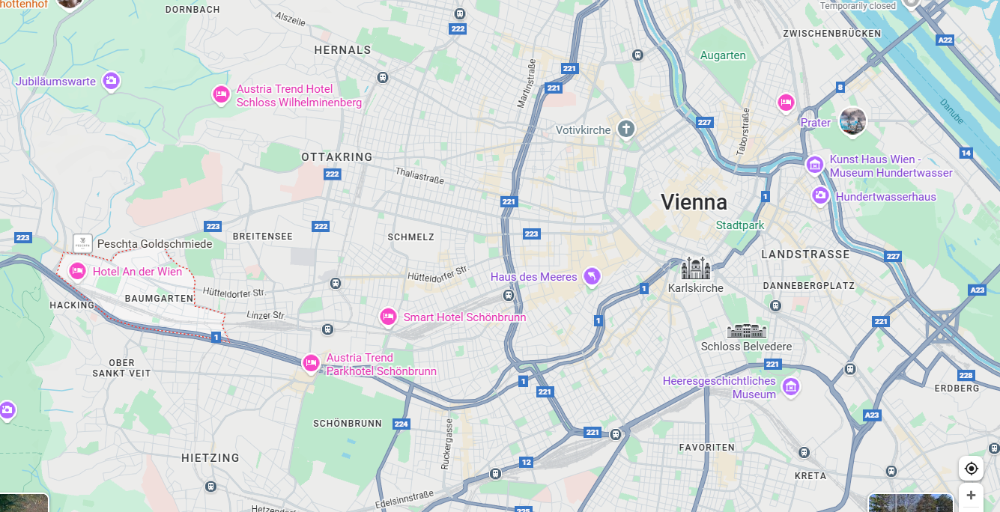 hottenhof
DORNBACH
Alszeile
222
Temporarily closed
ZWISCHENBRÜCKEN
A22
HERNALS
Augarten
Jubiläumswarte
221
Martinstraße
8
Austria Trend Hotel
Schloss Wilhelminenberg
221
Danube
Votivkirche
227
Taborstraße
Prater
OTTAKRING
222
14
Kunst Haus Wien -
Museum Hundertwasser
Thaliastraße
221
Vienna
1
Hundertwasserhaus
223
223
222
BREITENSEE
SCHMELZ
223
Stadtpark
Peschta Goldschmiede
PESCHTA
LANDSTRASSE
227
Hotel An der Wien
Hütteldorfer Str.
Haus des Meeres
Karlskirche
DANNEBERGPLATZ
A23
1
HACKING
BAUMGARTEN
Hütteldorfer Str.
Linzer Str.
Smart Hotel Schönbrunn
1
221
1
Schloss Belvedere
OBER
SANKT VEIT
Austria Trend
Parkhotel Schönbrunn
221
228
1
221
Heeresgeschichtliches
Museum
ERDBERG
A23
SCHÖNBRUNN
224
221
Ruckergasse
FAVORITEN
HIETZING
12
KRETA
Edelsinnstraße
Hetzendorf
225
+